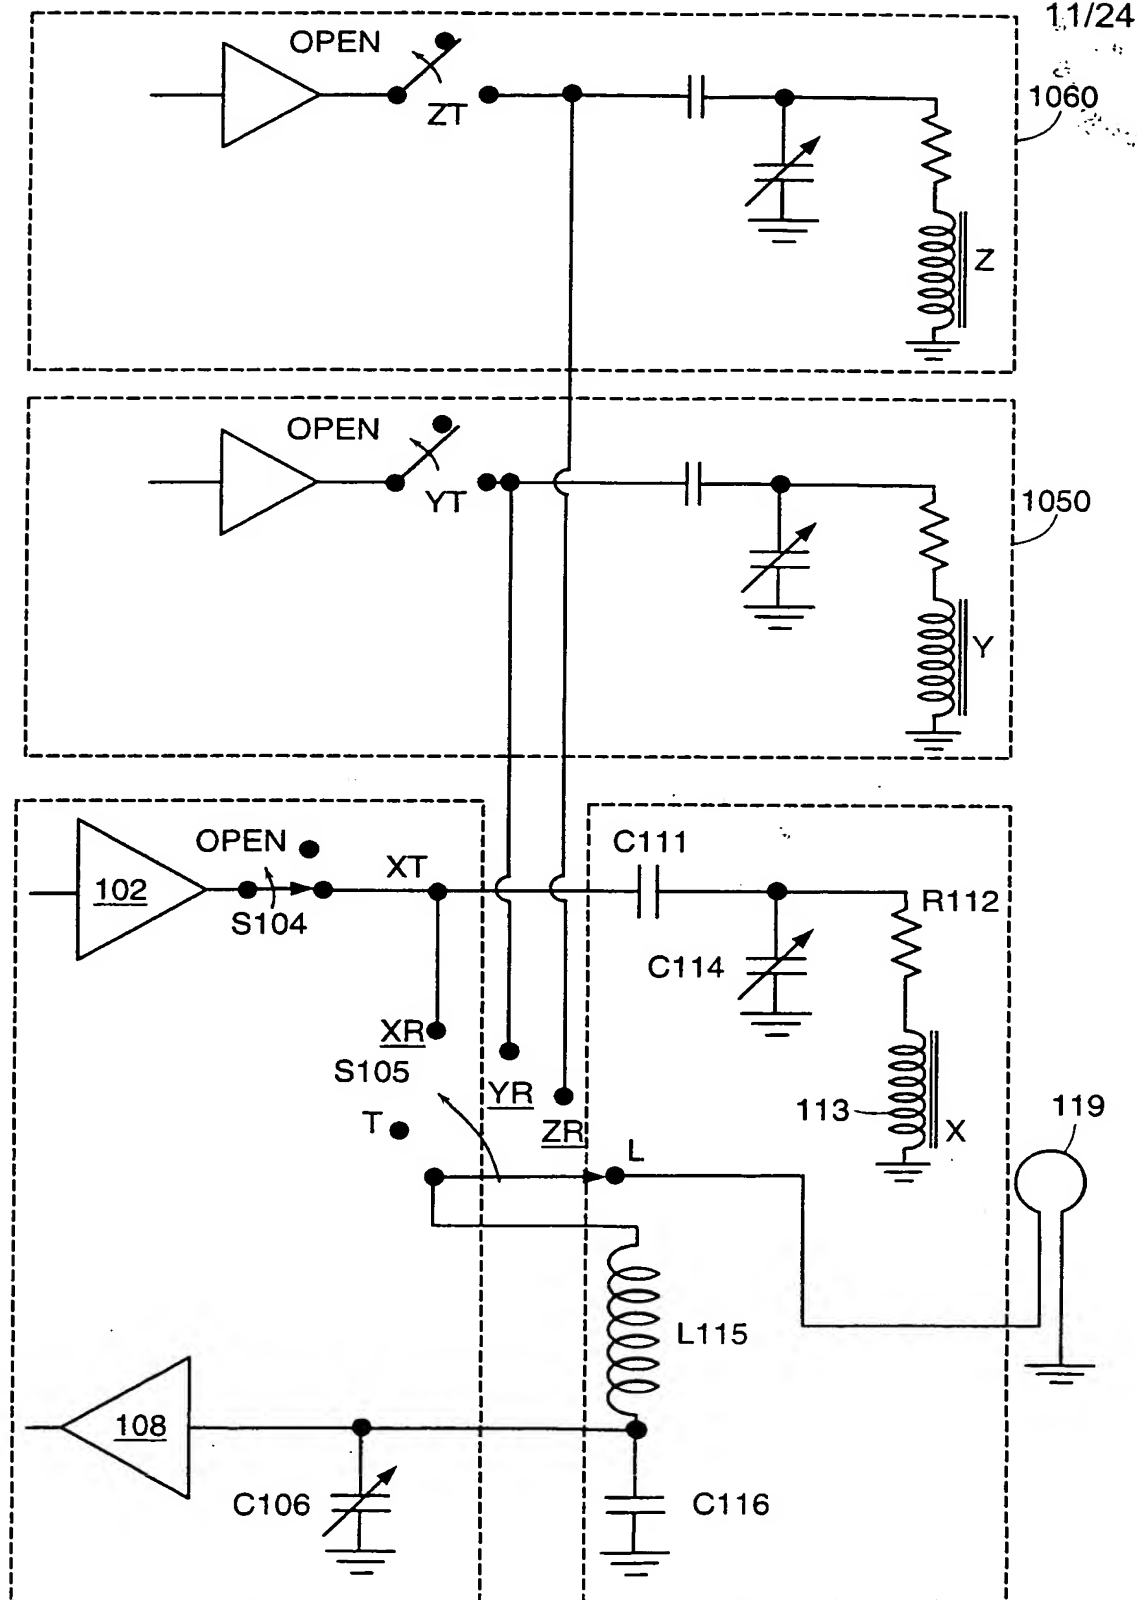 11/24
OPEN
ZT
1060
Z
OPEN
YT
1050
Y
OPEN
102
XT
S104
C111
R112
C114
XR
S105
YR
ZR
T
113
X
119
L
L115
108
C106
C116